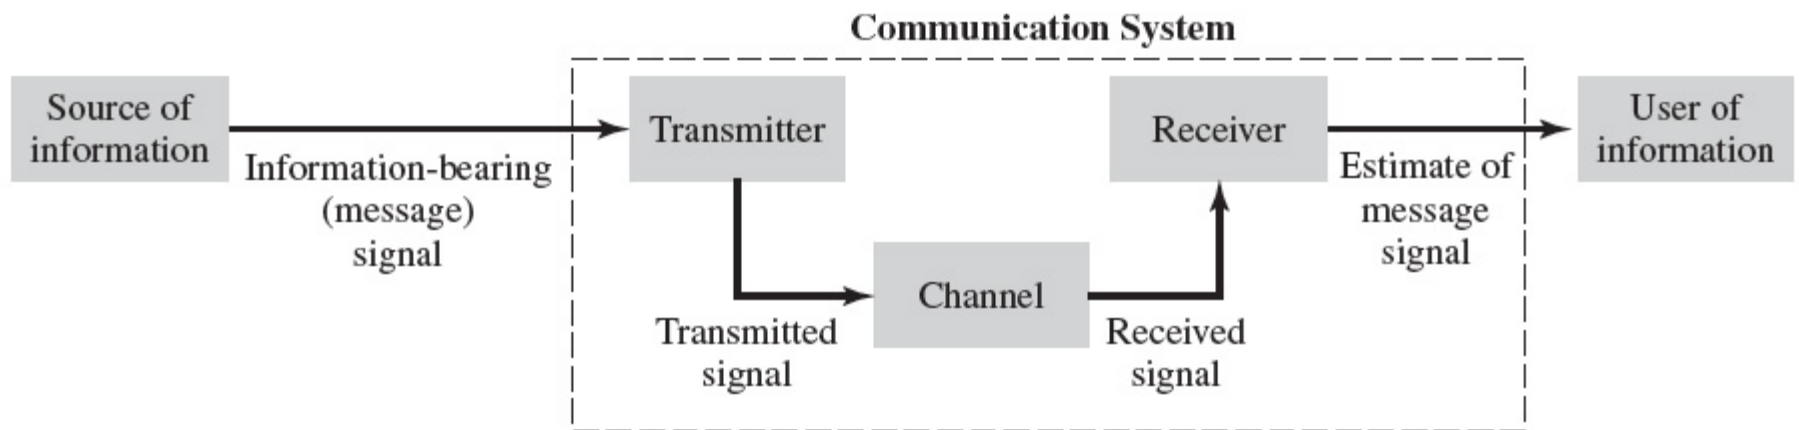 Communication System
Source of
information
Information-bearing
(message)
signal
Transmitter
Transmitted
signal
Channel
Received
signal
Receiver
Estimate of
message
signal
User of
information